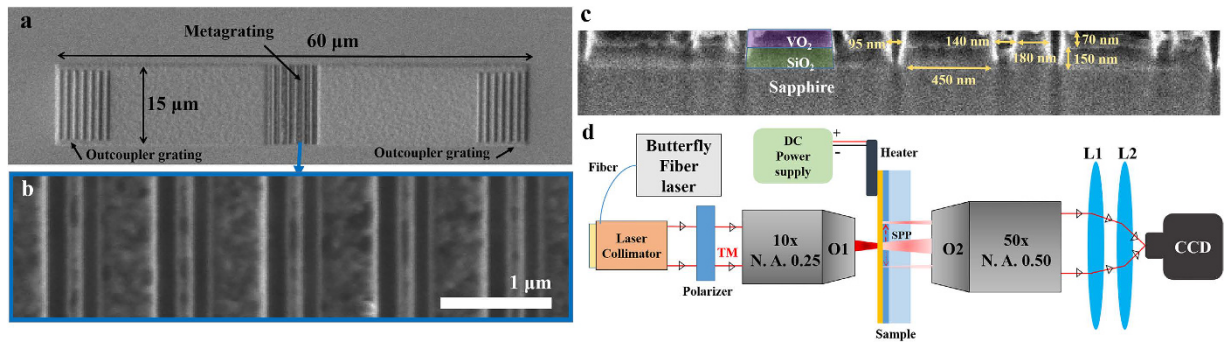 a
Metagrating
60 μm
15 μm
Outcoupler grating
Outcoupler grating
b
1 μm
c
VO₂
SiO₂
Sapphire
95 nm
140 nm
70 nm
180 nm
150 nm
450 nm
d
Fiber
Butterfly
Fiber
laser
DC
Power
supply
+
-
Heater
L1 L2
Laser
Collimator
TM
Polarizer
10x
N. A. 0.25
O1
SPP
Sample
O2
50x
N. A. 0.50
CCD